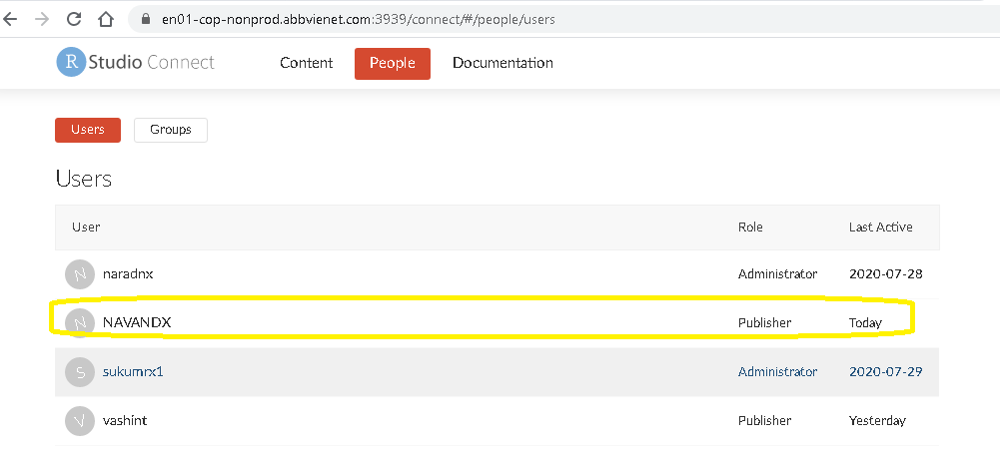 en01-cop-nonprod.abbvienet.com:3939/connect/#/people/users
R Studio Connect Content People Documentation
Users Groups
Users
User Role Last Active
N naradnx Administrator 2020-07-28
N NAVANDX Publisher Today
S sukumrx1 Administrator 2020-07-29
V vashint Publisher Yesterday